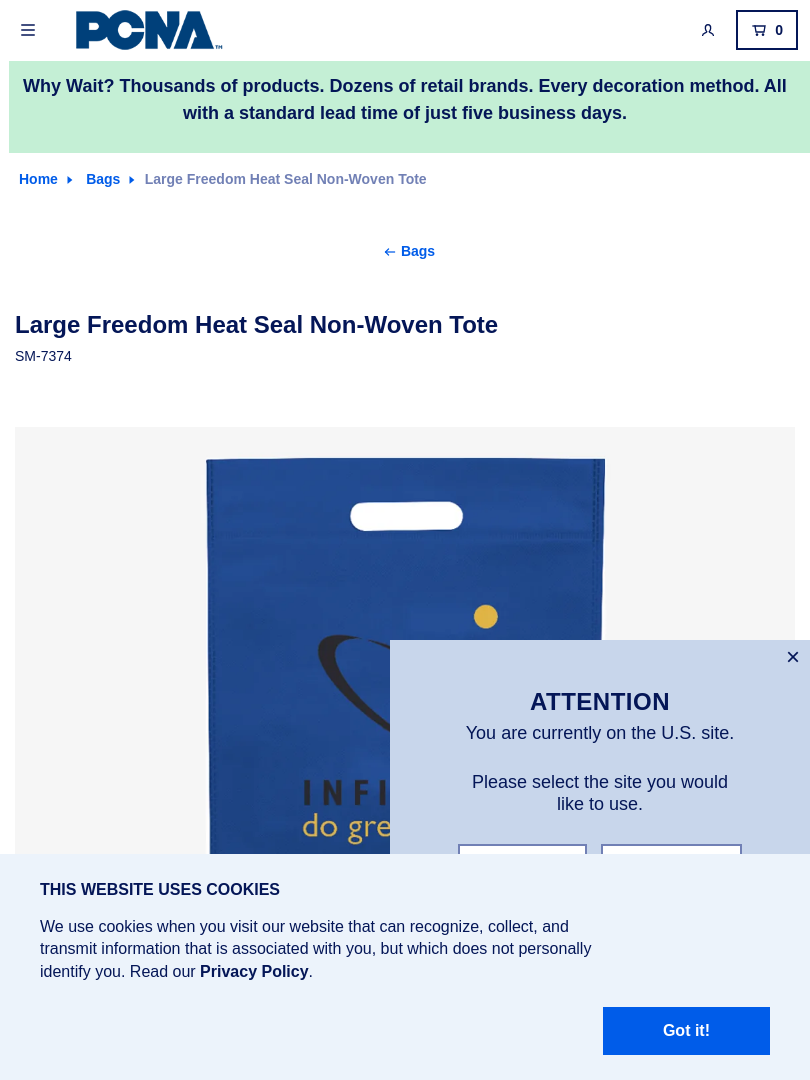 PCNA™
0
Why Wait? Thousands of products. Dozens of retail brands. Every decoration method. All
with a standard lead time of just five business days.
Home Bags Large Freedom Heat Seal Non-Woven Tote
← Bags
Large Freedom Heat Seal Non-Woven Tote
SM-7374
INFI
do gre
ATTENTION
You are currently on the U.S. site.
Please select the site you would
like to use.
THIS WEBSITE USES COOKIES
We use cookies when you visit our website that can recognize, collect, and
transmit information that is associated with you, but which does not personally
identify you. Read our Privacy Policy.
Got it!